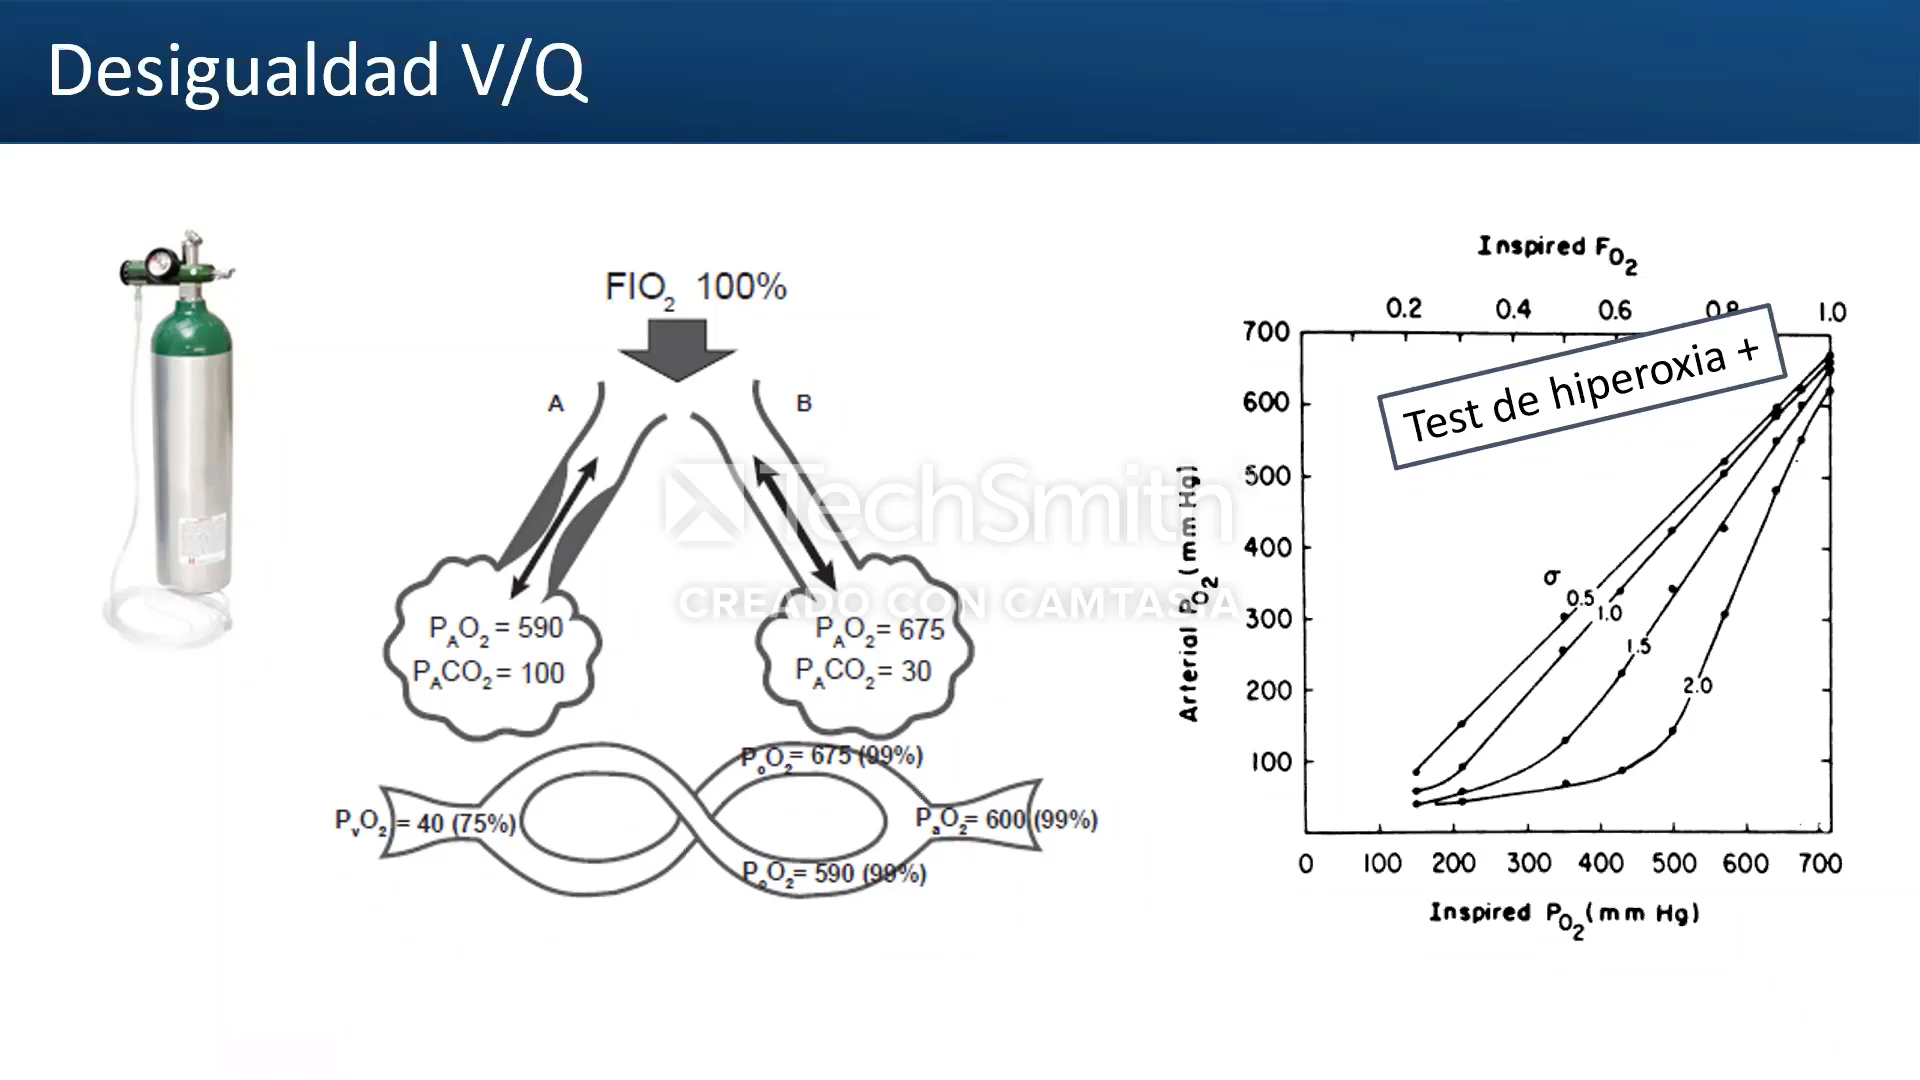 Desigualdad V/Q
FIO₂ 100%
A
B
PAO₂ = 590
PACO₂ = 100
PAO₂ = 675
PACO₂ = 30
PoO₂ = 675 (99%)
PvO₂ = 40 (75%)
PaO₂ = 600 (99%)
PoO₂ = 590 (99%)
TechSmith
CREADO CON CAMTASIA
Inspired FO₂
0.2 0.4 0.6 0.8 1.0
Test de hiperoxia +
700
600
500
400
300
200
100
Arterial PO₂ (mm Hg)
σ
0.5
1.0
1.5
2.0
0 100 200 300 400 500 600 700
Inspired PO₂ (mm Hg)